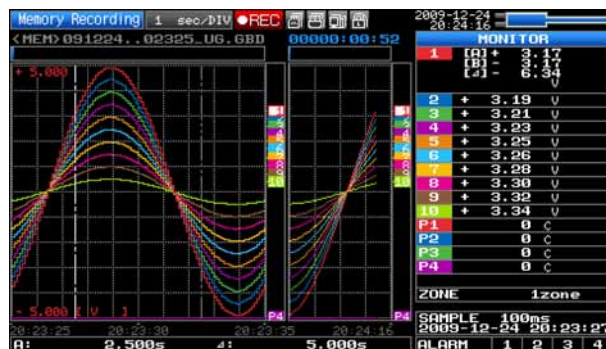 Memory Recording 1 sec/DIV ●REC
2009-12-24
20:24:16
<MEM>091224..02325_UG.GBD 00000:00:52
MONITOR
1 [A]+ 3.17
[B]- 3.17
[⊿]- 6.34
V
2 + 3.19 V
3 + 3.21 V
4 + 3.23 V
5 + 3.25 V
6 + 3.26 V
7 + 3.28 V
8 + 3.30 V
9 + 3.32 V
10 + 3.34 V
P1 0 C
P2 0 C
P3 0 C
P4 0 C
ZONE 1zone
SAMPLE 100ms
2009-12-24 20:23:27
ALARM 1 2 3 4
+ 5.000
- 5.000 [ V ]
10
P4
10
P4
20:23:25 20:23:30 20:23:35 20:24:16
A: 2.500s ⊿: 5.000s